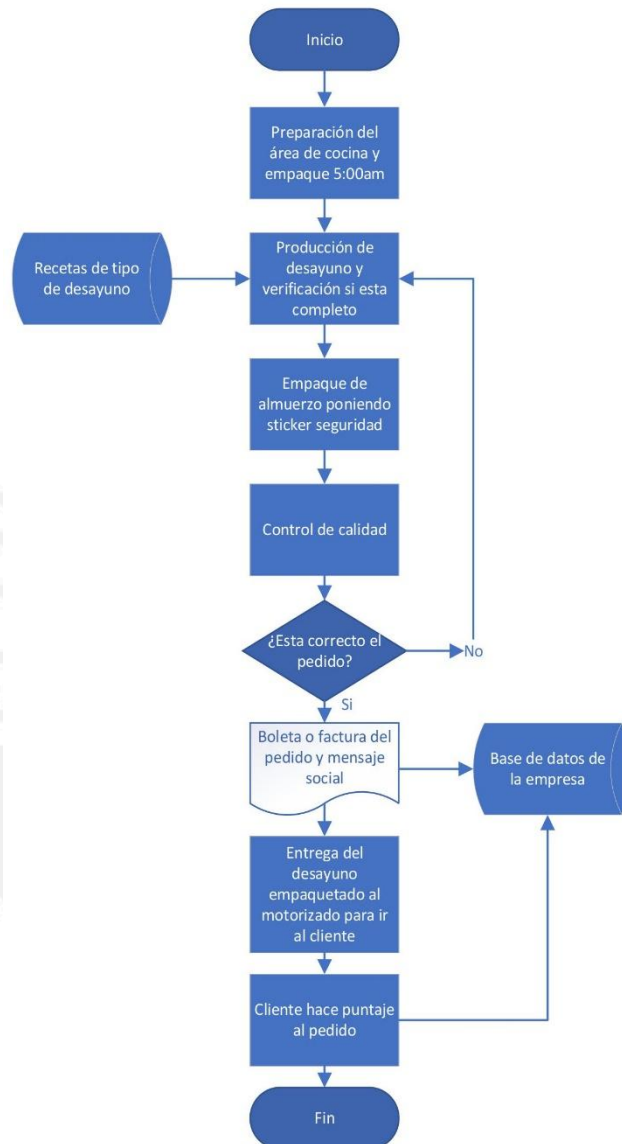 Inicio
Preparación del
área de cocina y
empaque 5:00am
Recetas de tipo
de desayuno
Producción de
desayuno y
verificación si esta
completo
Empaque de
almuerzo poniendo
sticker seguridad
Control de calidad
¿Esta correcto el
pedido?
No
Si
Boleta o factura del
pedido y mensaje
social
Base de datos de
la empresa
Entrega del
desayuno
empaquetado al
motorizado para ir
al cliente
Cliente hace puntaje
al pedido
Fin